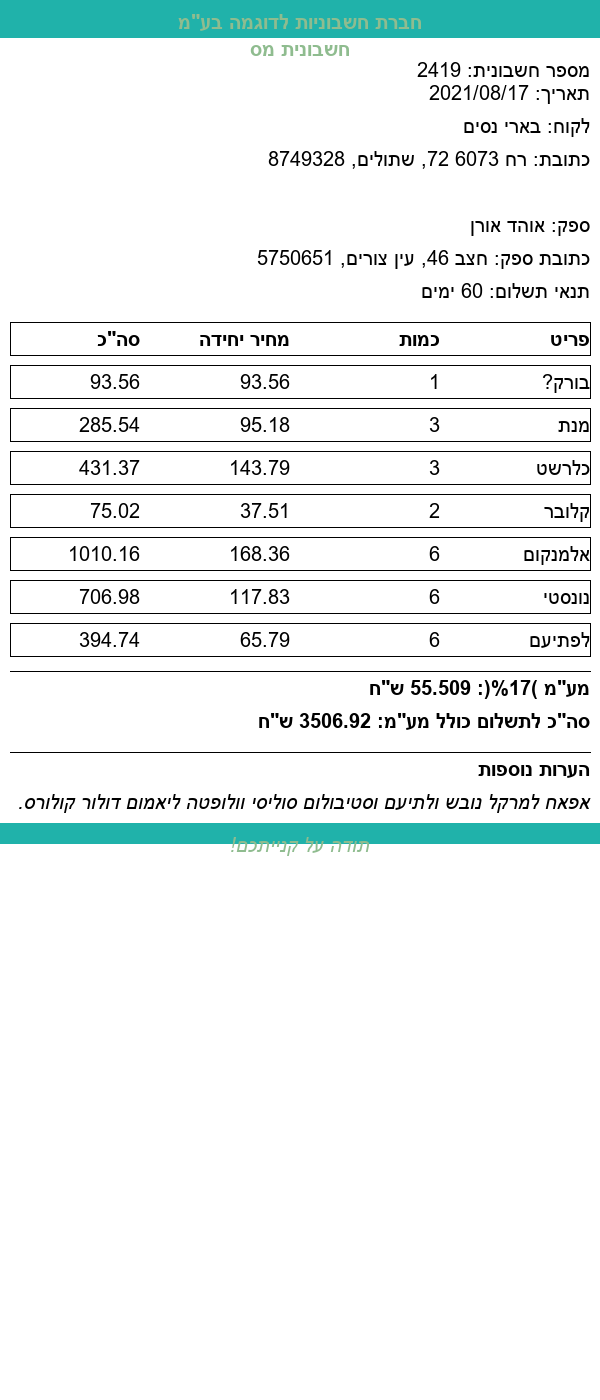 חברת חשבוניות לדוגמה בע"מ
חשבונית מס
מספר חשבונית: 2419
תאריך: 2021/08/17
לקוח: בארי נסים
כתובת: רח 6073 72, שתולים, 8749328
ספק: אוהד אורן
כתובת ספק: חצב 46, עין צורים, 5750651
תנאי תשלום: 60 ימים
פריט כמות מחיר יחידה סה"כ
בורק? 1 93.56 93.56
מנת 3 95.18 285.54
כלרשט 3 143.79 431.37
קלובר 2 37.51 75.02
אלמנקום 6 168.36 1010.16
נונסטי 6 117.83 706.98
לפתיעם 6 65.79 394.74
מע"מ )17%(: 55.509 ש"ח
סה"כ לתשלום כולל מע"מ: 3506.92 ש"ח
הערות נוספות
אפאח למרקל נובש ולתיעם וסטיבולום סוליסי וולופטה ליאמום דולור קולורס.
תודה על קנייתכם!